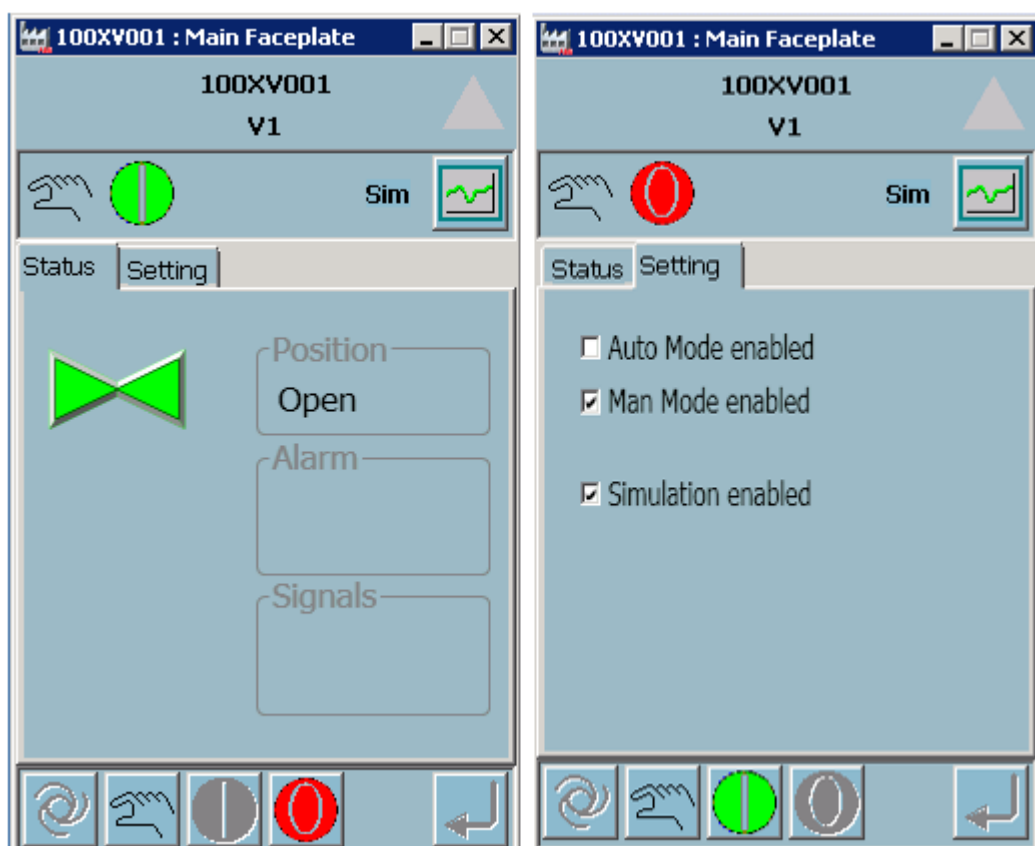 100XV001 : Main Faceplate
100XV001
V1
Sim
Status
Setting
Position
Open
Alarm
Signals
100XV001 : Main Faceplate
100XV001
V1
Sim
Status
Setting
Auto Mode enabled
Man Mode enabled
Simulation enabled